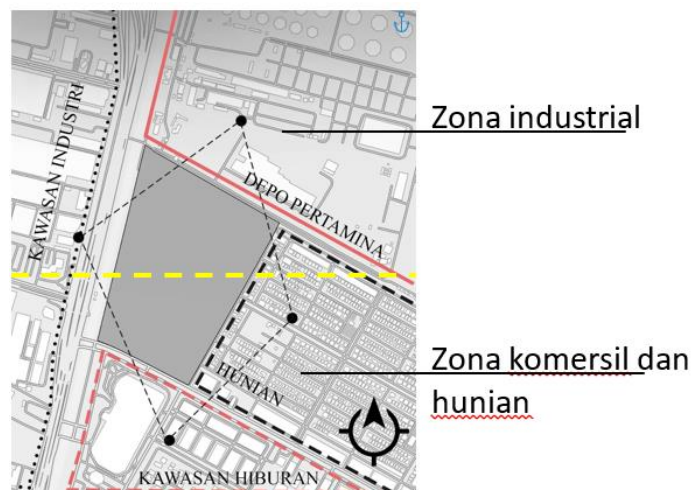 KAWASAN INDUSTRI
Zona industrial
DEPO PERTAMINA
HUNIAN
Zona komersil dan
hunian
KAWASAN HIBURAN